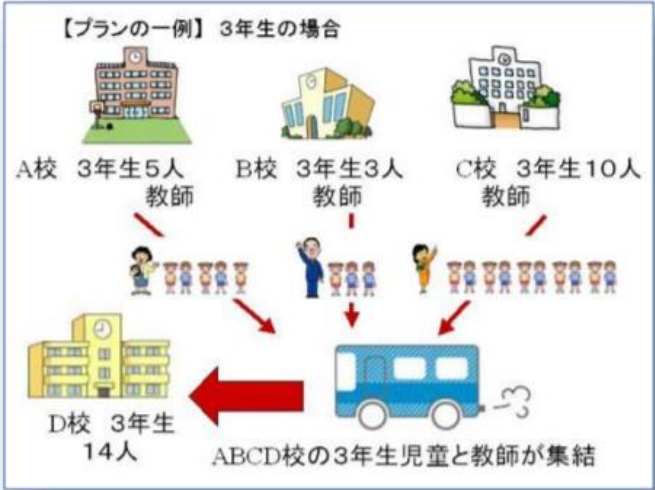 【プランの一例】 3年生の場合
A校 3年生5人
教師
B校 3年生3人
教師
C校 3年生10人
教師
D校 3年生
14人
ABCD校の3年生児童と教師が集結